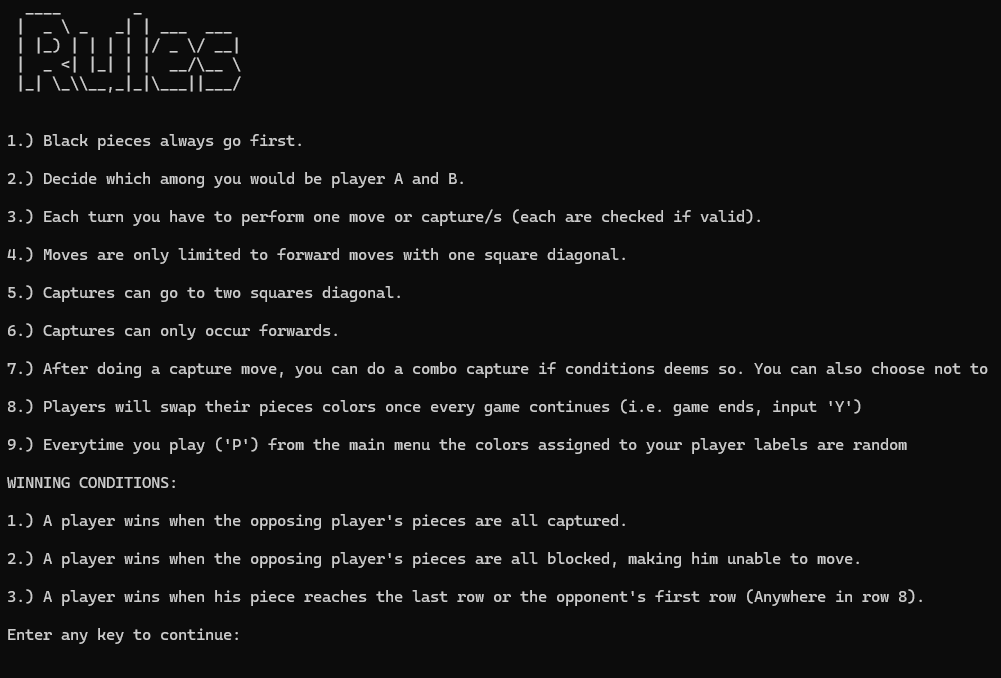 Rules
1.) Black pieces always go first.
2.) Decide which among you would be player A and B.
3.) Each turn you have to perform one move or capture/s (each are checked if valid).
4.) Moves are only limited to forward moves with one square diagonal.
5.) Captures can go to two squares diagonal.
6.) Captures can only occur forwards.
7.) After doing a capture move, you can do a combo capture if conditions deems so. You can also choose not to
8.) Players will swap their pieces colors once every game continues (i.e. game ends, input 'Y')
9.) Everytime you play ('P') from the main menu the colors assigned to your player labels are random
WINNING CONDITIONS:
1.) A player wins when the opposing player's pieces are all captured.
2.) A player wins when the opposing player's pieces are all blocked, making him unable to move.
3.) A player wins when his piece reaches the last row or the opponent's first row (Anywhere in row 8).
Enter any key to continue: